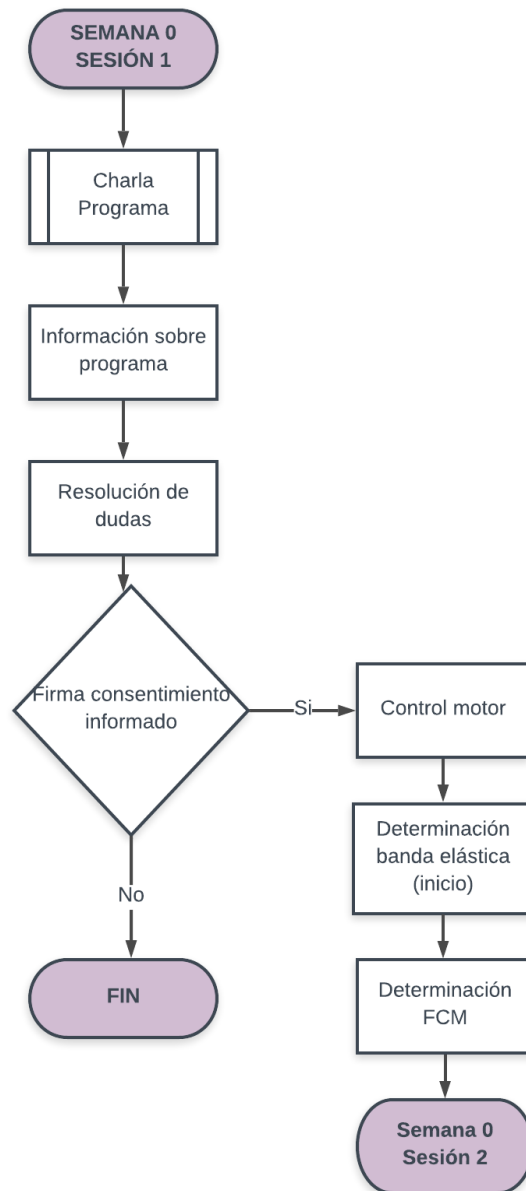 SEMANA 0
SESIÓN 1
Charla
Programa
Información sobre
programa
Resolución de
dudas
Firma consentimiento
informado
Si
Control motor
Determinación
banda elástica
(inicio)
No
FIN
Determinación
FCM
Semana 0
Sesión 2